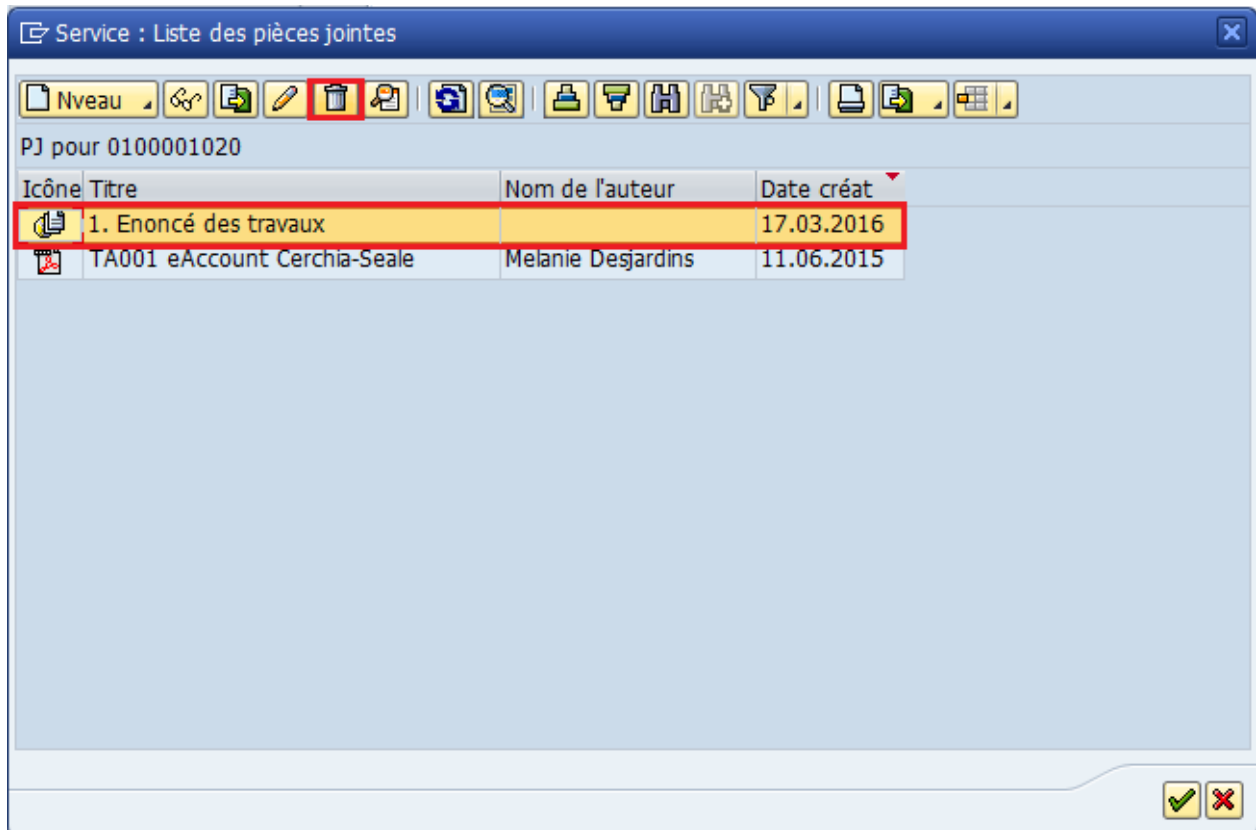 Service : Liste des pièces jointes
Nveau
PJ pour 0100001020
Icône Titre Nom de l'auteur Date créat
1. Enoncé des travaux 17.03.2016
TA001 eAccount Cerchia-Seale Melanie Desjardins 11.06.2015